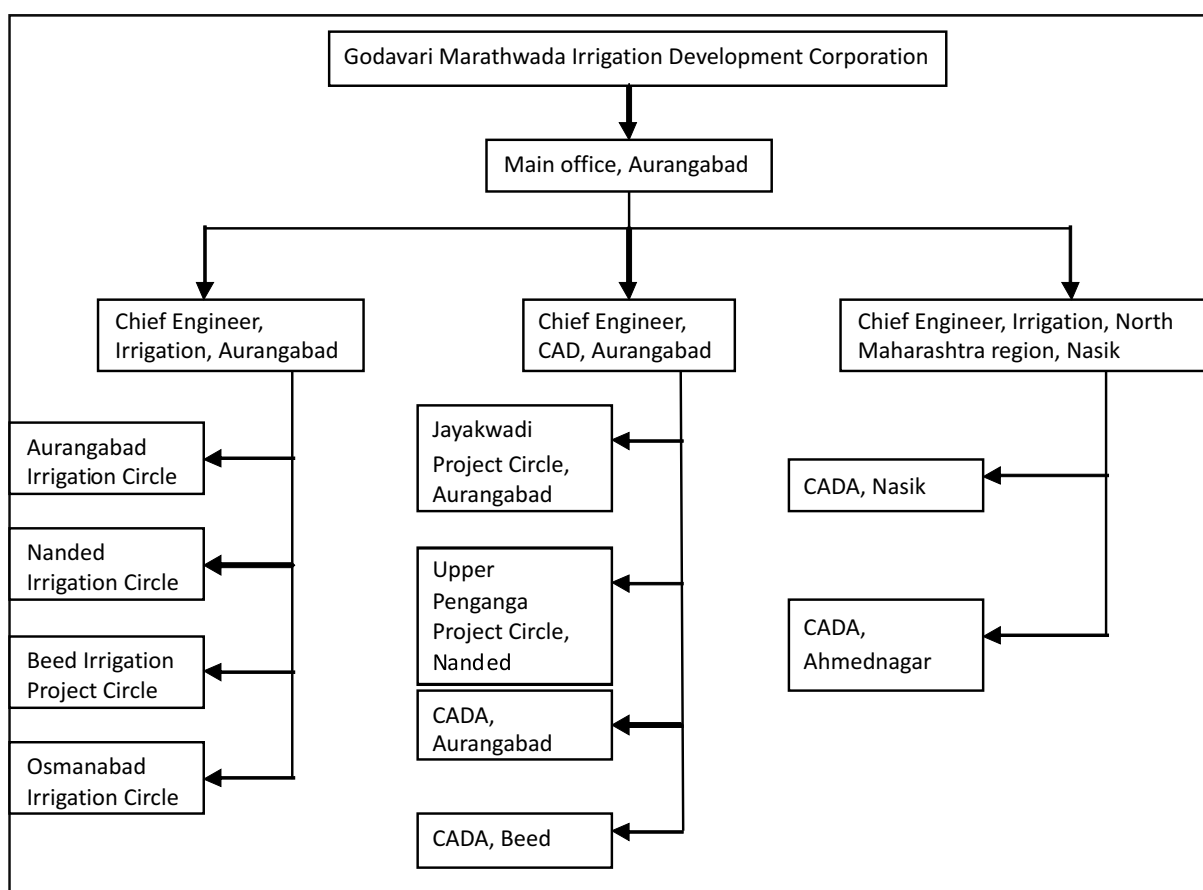 Godavari Marathwada Irrigation Development Corporation
Main office, Aurangabad
Chief Engineer,
Irrigation, Aurangabad
Chief Engineer,
CAD, Aurangabad
Chief Engineer, Irrigation, North
Maharashtra region, Nasik
Aurangabad
Irrigation Circle
Nanded
Irrigation Circle
Beed Irrigation
Project Circle
Osmanabad
Irrigation Circle
Jayakwadi
Project Circle,
Aurangabad
Upper
Penganga
Project Circle,
Nanded
CADA,
Aurangabad
CADA, Beed
CADA, Nasik
CADA,
Ahmednagar